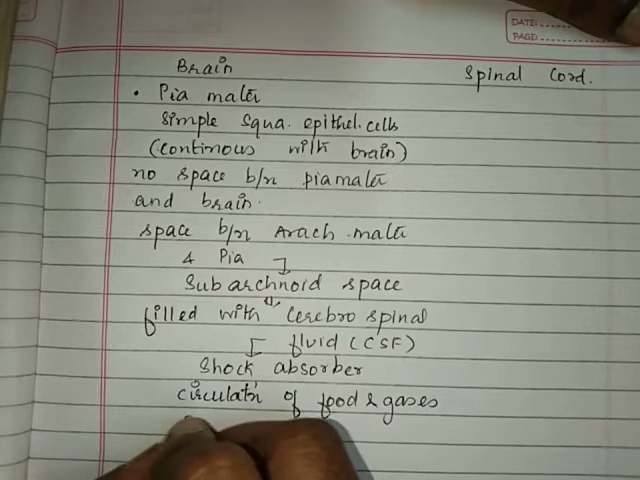 DATE:
PAGE:
Brain Spinal Cord.
• Pia mater
Simple squa. epithel. cells
(continous with brain)
no space b/n piamater
and brain.
space b/n Arach. mater
& Pia
Subarchnoid space
filled with Cerebro spinal
fluid (CSF)
Shock absorber
circulatn of food & gases